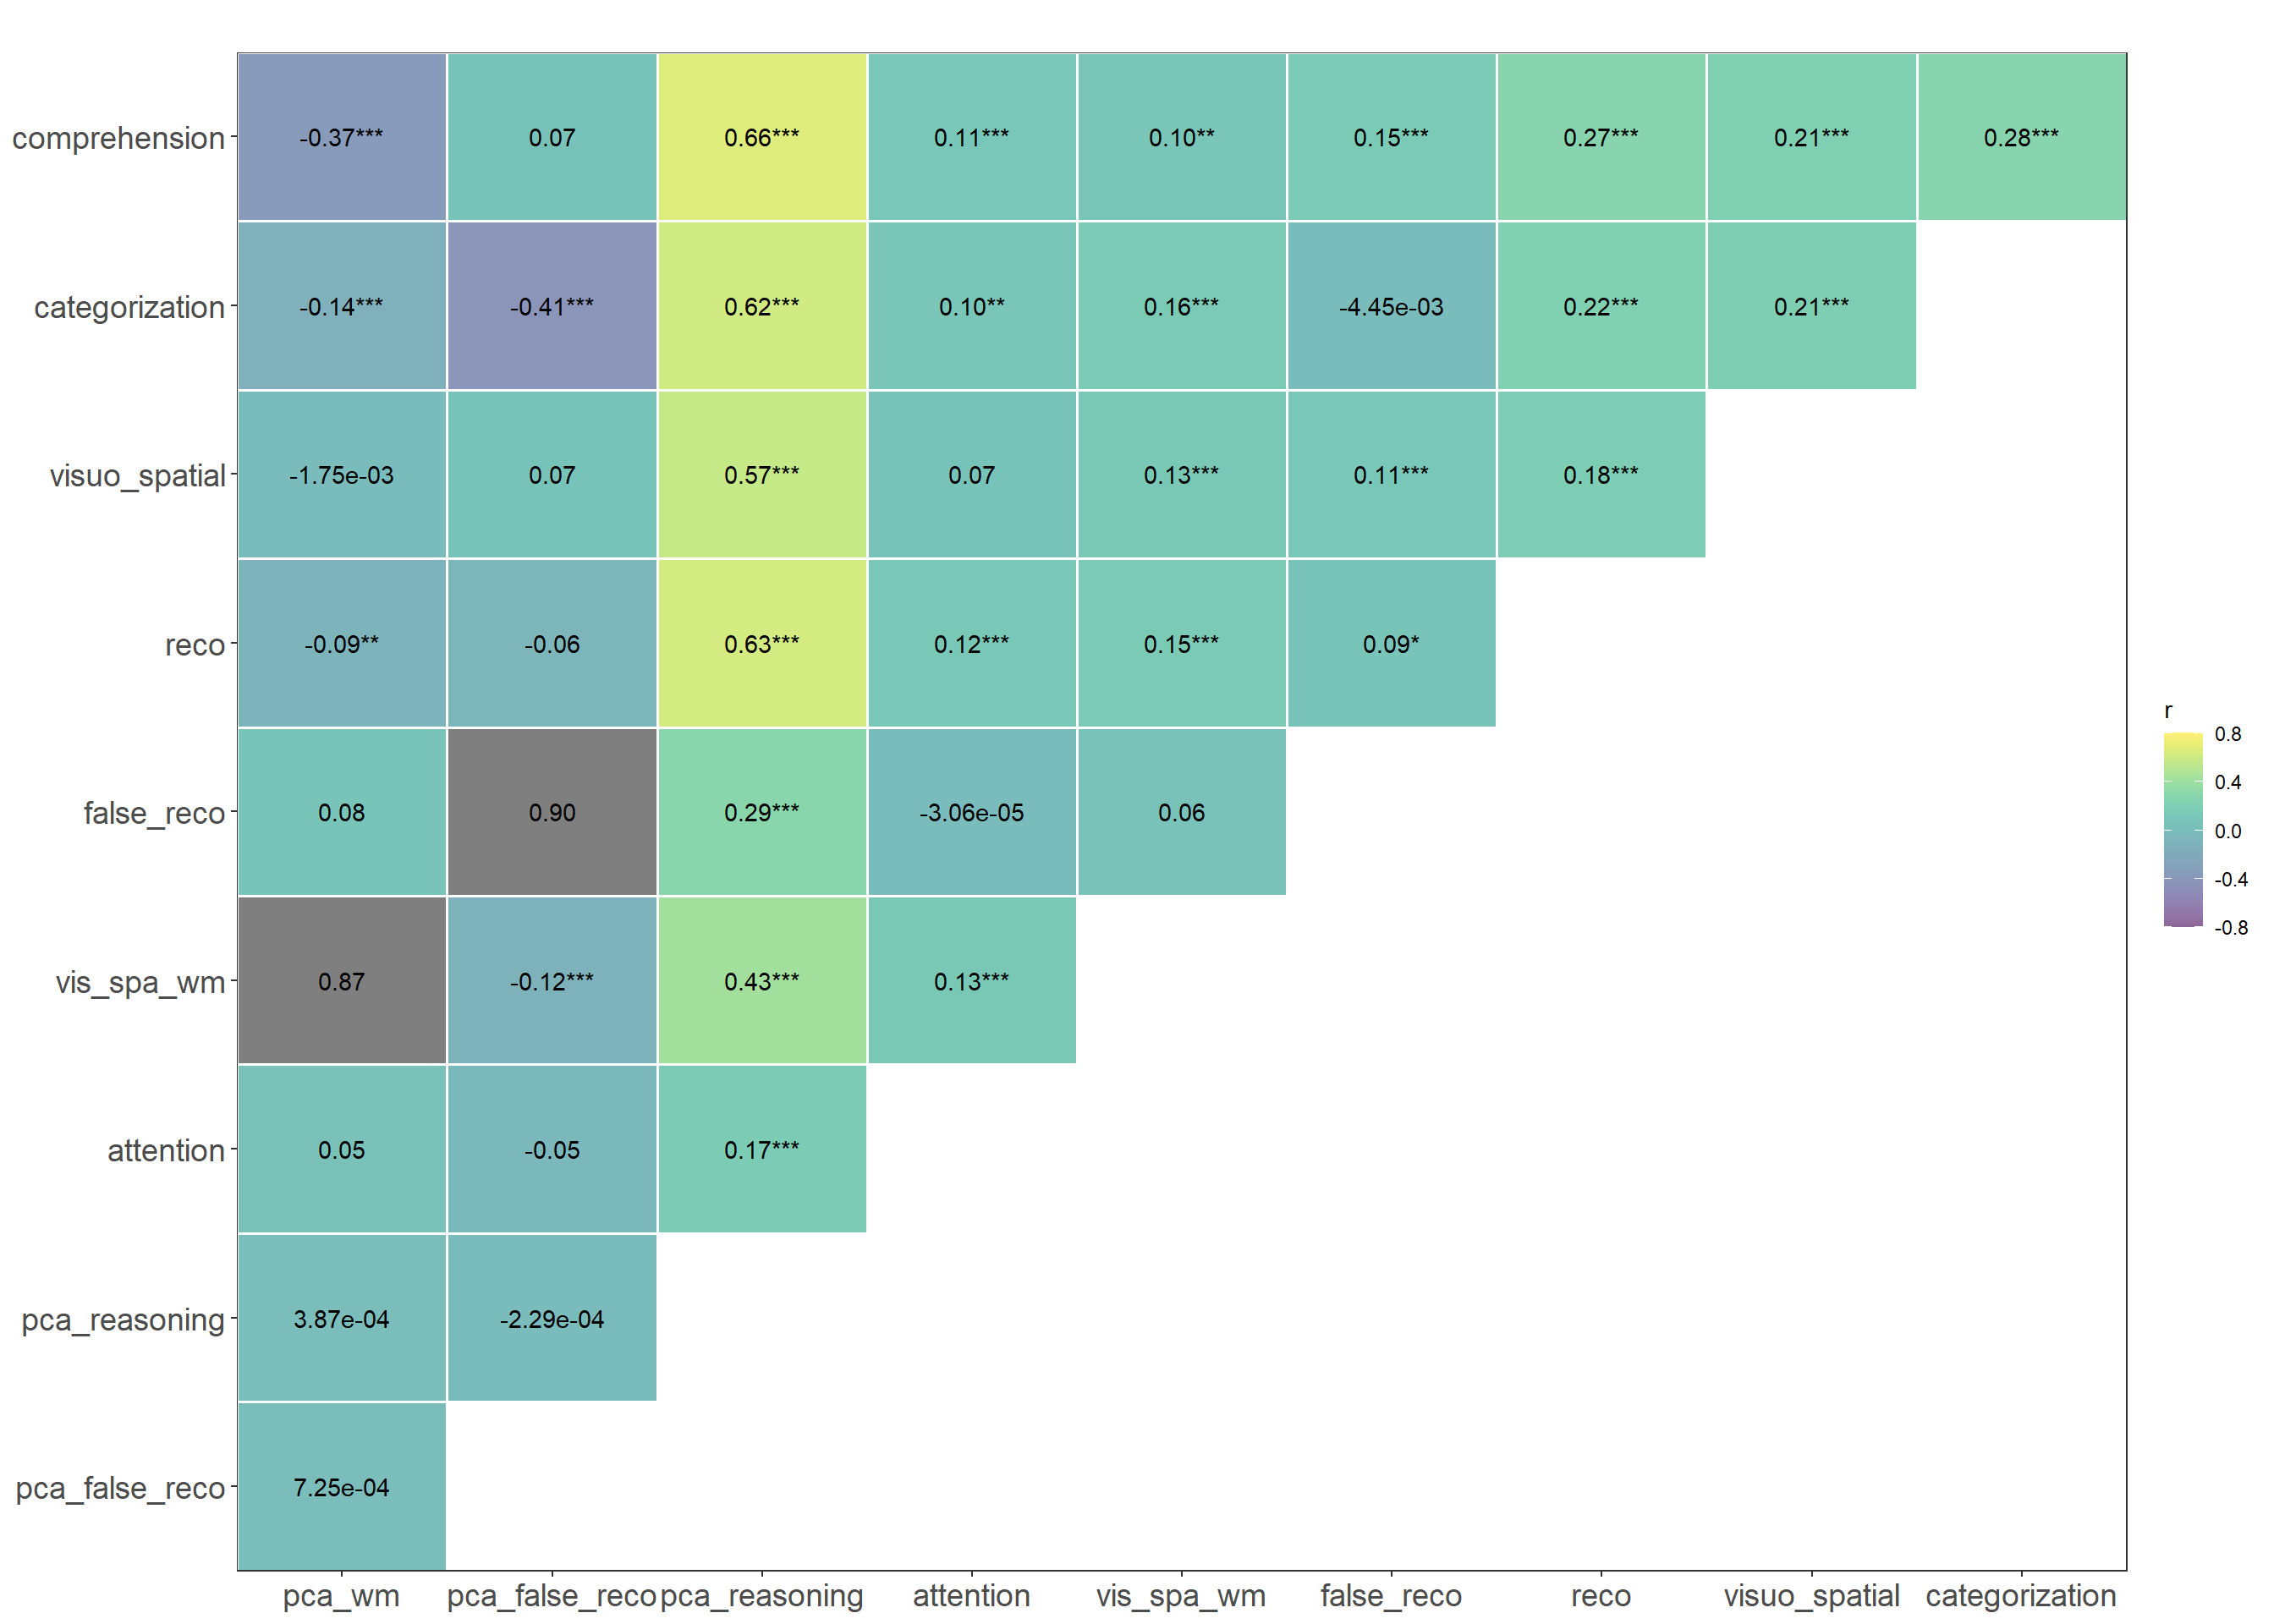 comprehension -0.37*** 0.07 0.66*** 0.11*** 0.10** 0.15*** 0.27*** 0.21*** 0.28***
categorization -0.14*** -0.41*** 0.62*** 0.10** 0.16*** -4.45e-03 0.22*** 0.21***
visuo_spatial -1.75e-03 0.07 0.57*** 0.07 0.13*** 0.11*** 0.18***
reco -0.09** -0.06 0.63*** 0.12*** 0.15*** 0.09*
false_reco 0.08 0.90 0.29*** -3.06e-05 0.06
vis_spa_wm 0.87 -0.12*** 0.43*** 0.13***
attention 0.05 -0.05 0.17***
pca_reasoning 3.87e-04 -2.29e-04
pca_false_reco 7.25e-04
pca_wm pca_false_reco pca_reasoning attention vis_spa_wm false_reco reco visuo_spatial categorization
r
0.8
0.4
0.0
-0.4
-0.8